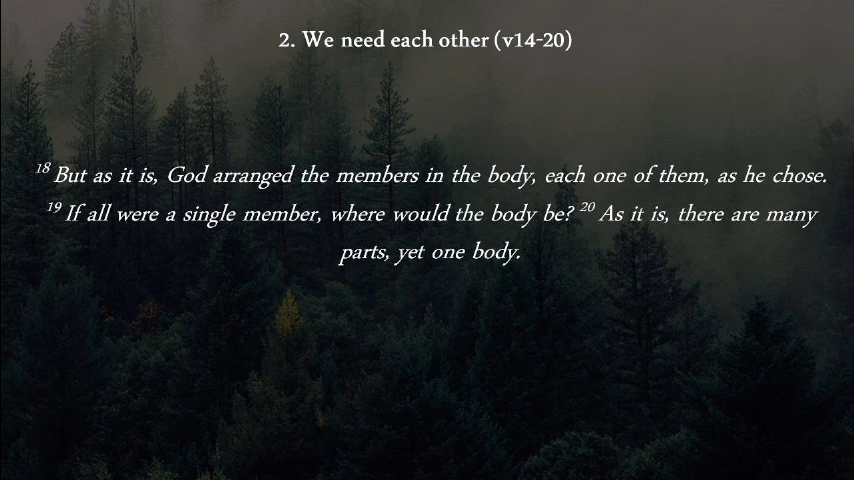 2. We need each other (v14-20)
18 But as it is, God arranged the members in the body, each one of them, as he chose.
19 If all were a single member, where would the body be? 20 As it is, there are many
parts, yet one body.